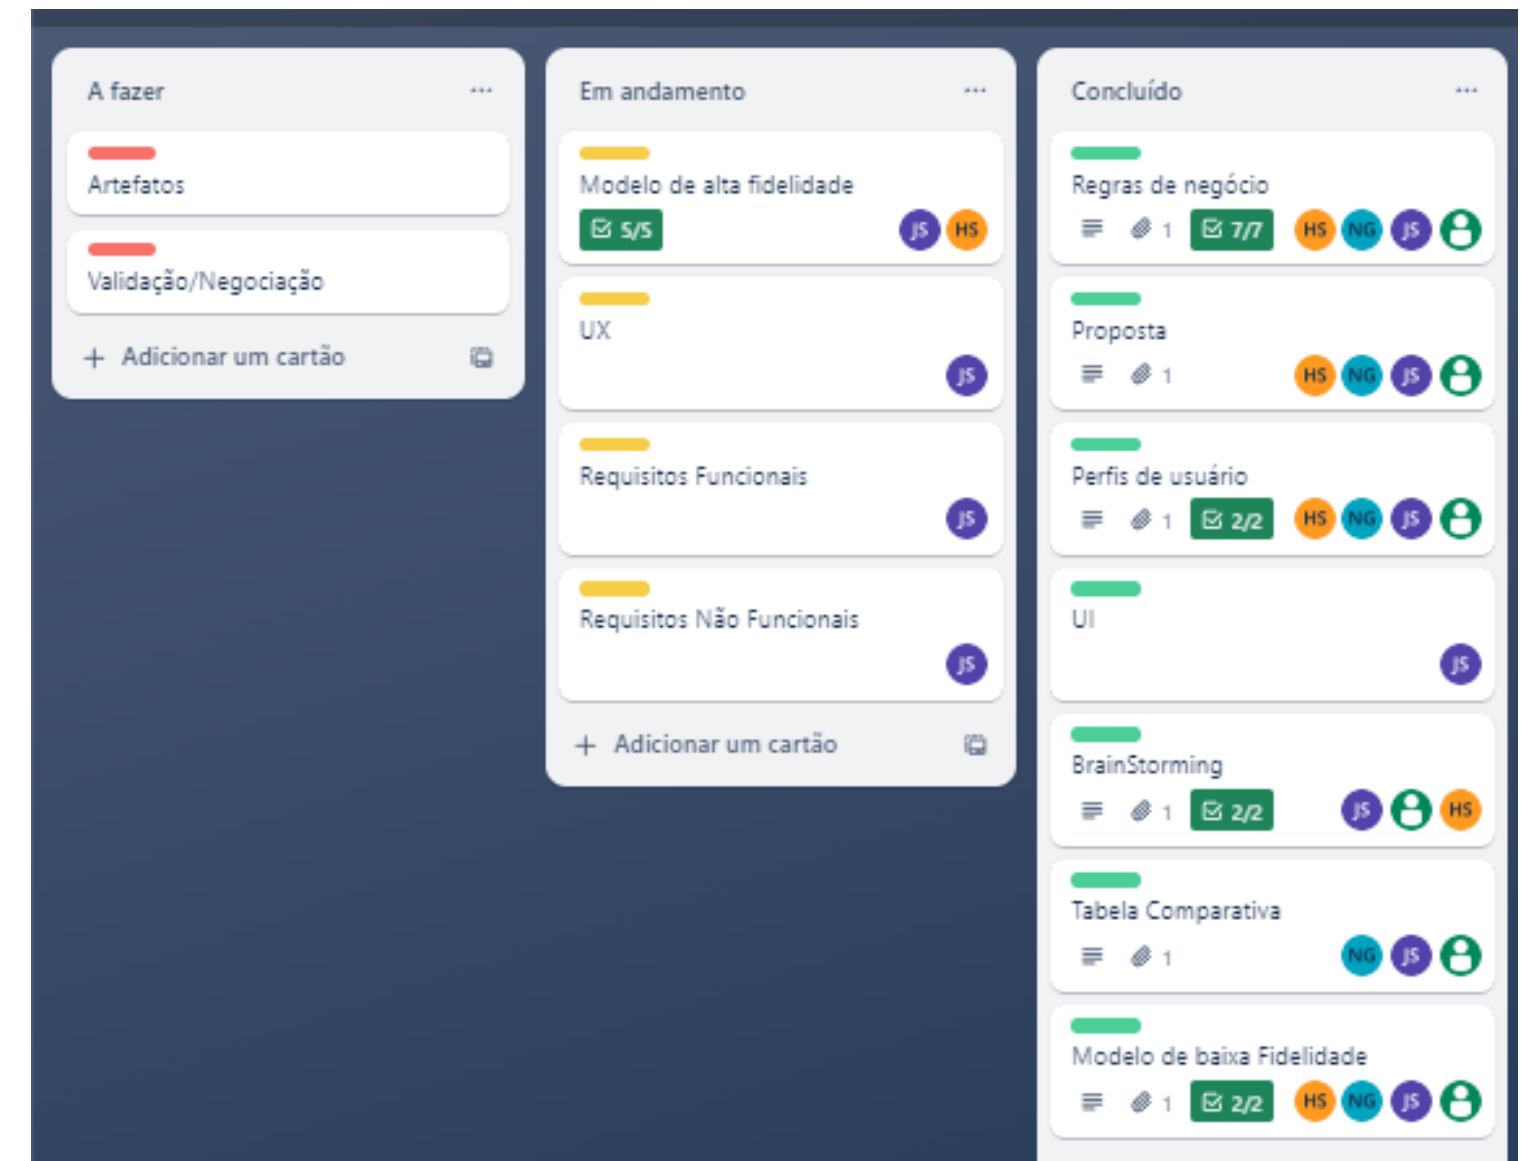 A fazer
Artefatos
Validação/Negociação
+ Adicionar um cartão
Em andamento
Modelo de alta fidelidade
5/5 JS HS
UX
JS
Requisitos Funcionais
JS
Requisitos Não Funcionais
JS
+ Adicionar um cartão
Concluído
Regras de negócio
1 7/7 HS NG JS
Proposta
1 HS NG JS
Perfis de usuário
1 2/2 HS NG JS
UI
JS
BrainStorming
1 2/2 JS HS
Tabela Comparativa
1 NG JS
Modelo de baixa Fidelidade
1 2/2 HS NG JS